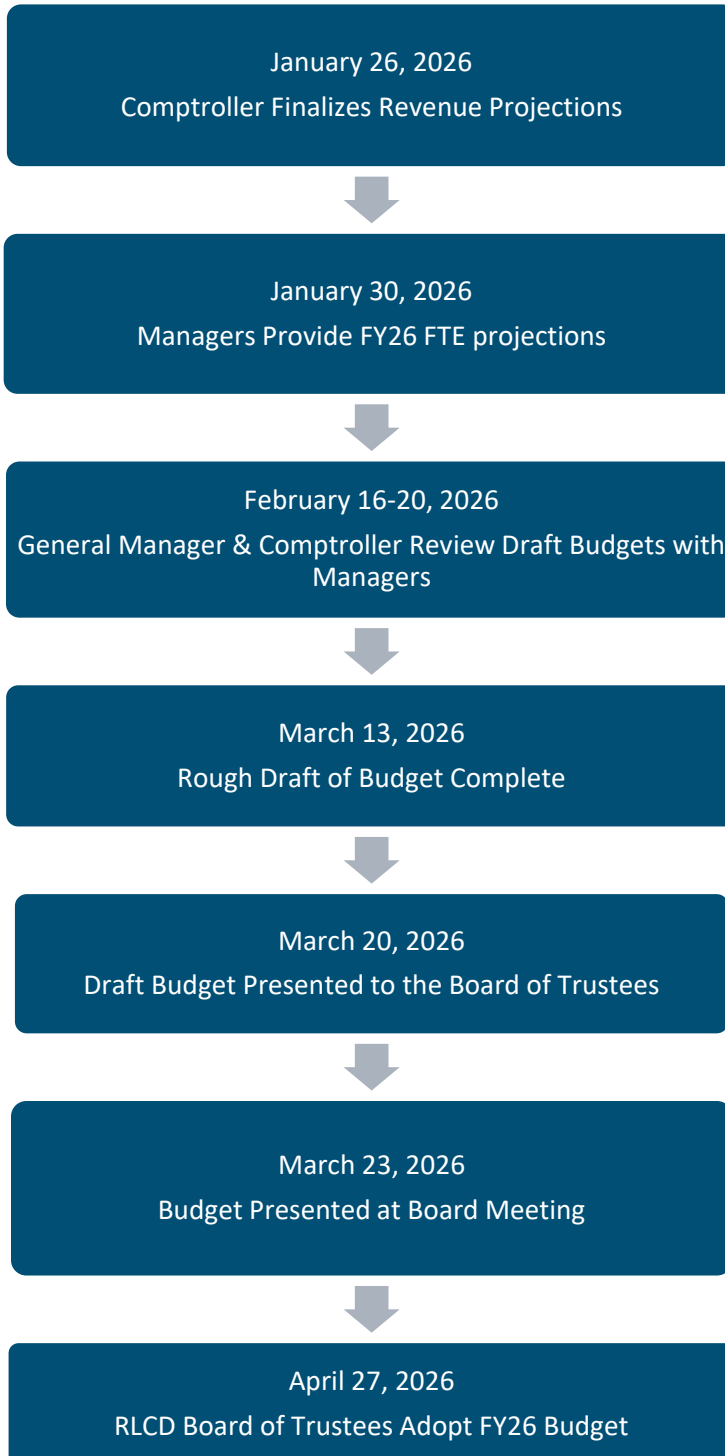 January 26, 2026
Comptroller Finalizes Revenue Projections
January 30, 2026
Managers Provide FY26 FTE projections
February 16-20, 2026
General Manager & Comptroller Review Draft Budgets with
Managers
March 13, 2026
Rough Draft of Budget Complete
March 20, 2026
Draft Budget Presented to the Board of Trustees
March 23, 2026
Budget Presented at Board Meeting
April 27, 2026
RLCD Board of Trustees Adopt FY26 Budget